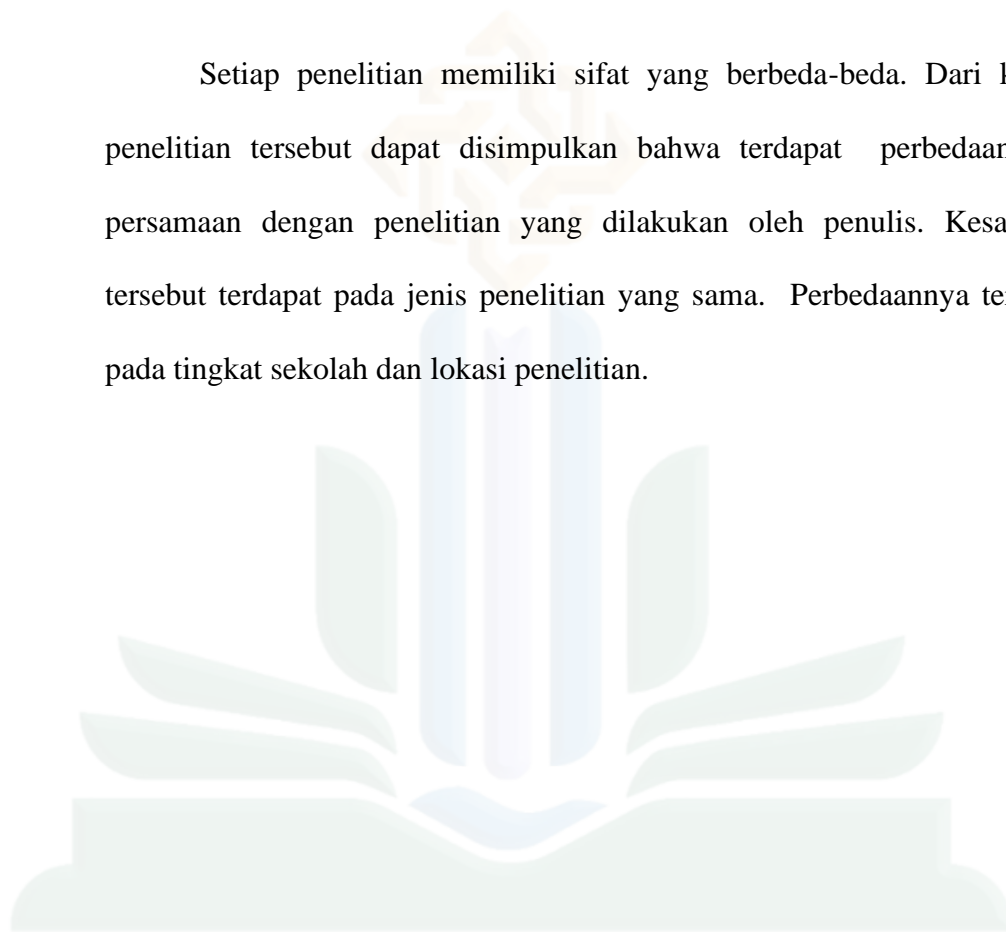 Setiap penelitian memiliki sifat yang berbeda-beda. Dari
penelitian tersebut dapat disimpulkan bahwa terdapat perbedaan
persamaan dengan penelitian yang dilakukan oleh penulis.
tersebut terdapat pada jenis penelitian yang sama. Perbedaannya
pada tingkat sekolah dan lokasi penelitian.